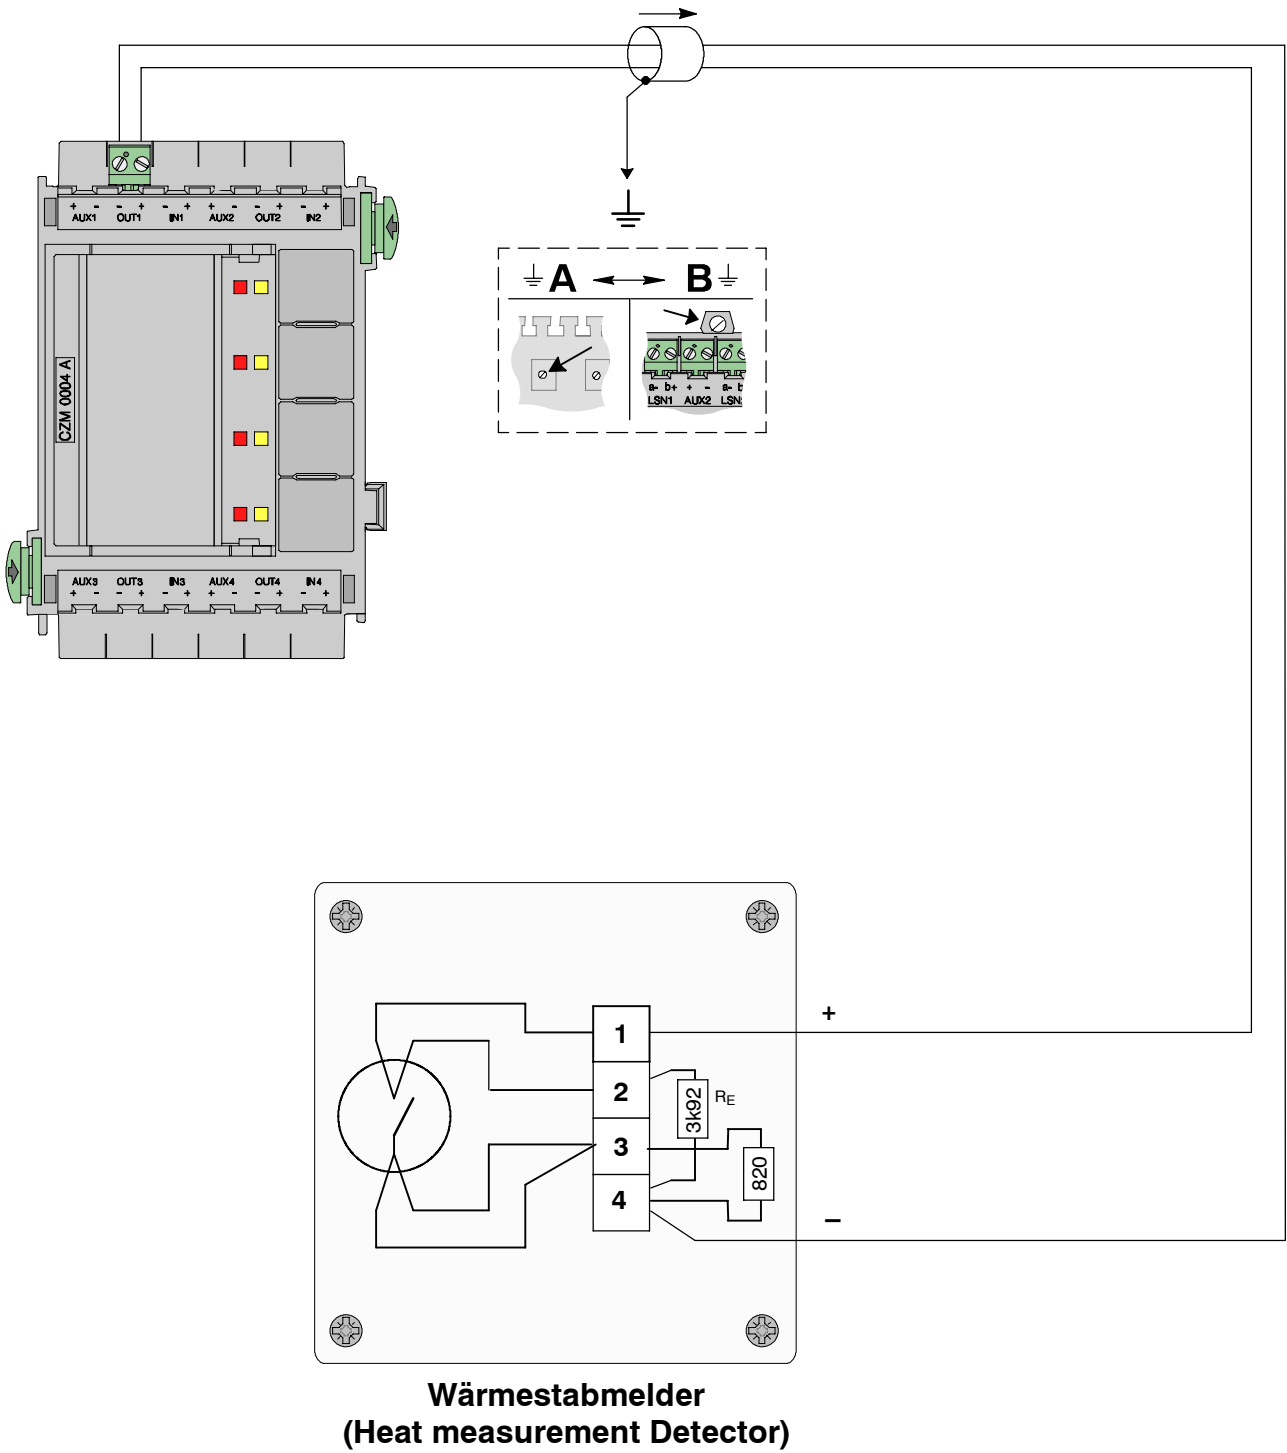 + - - + - + + - - + - +
AUX1 OUT1 IN1 AUX2 OUT2 IN2
A B
a- b+ + -  a- b
LSN1 AUX2 LSN
CZM 0004 A
AUX3 OUT3 IN3 AUX4 OUT4 IN4
+ - - + - + + - - + - +
+
1
2
3k92
R_E
3
820
4
–
Wärmestabmelder
(Heat measurement Detector)